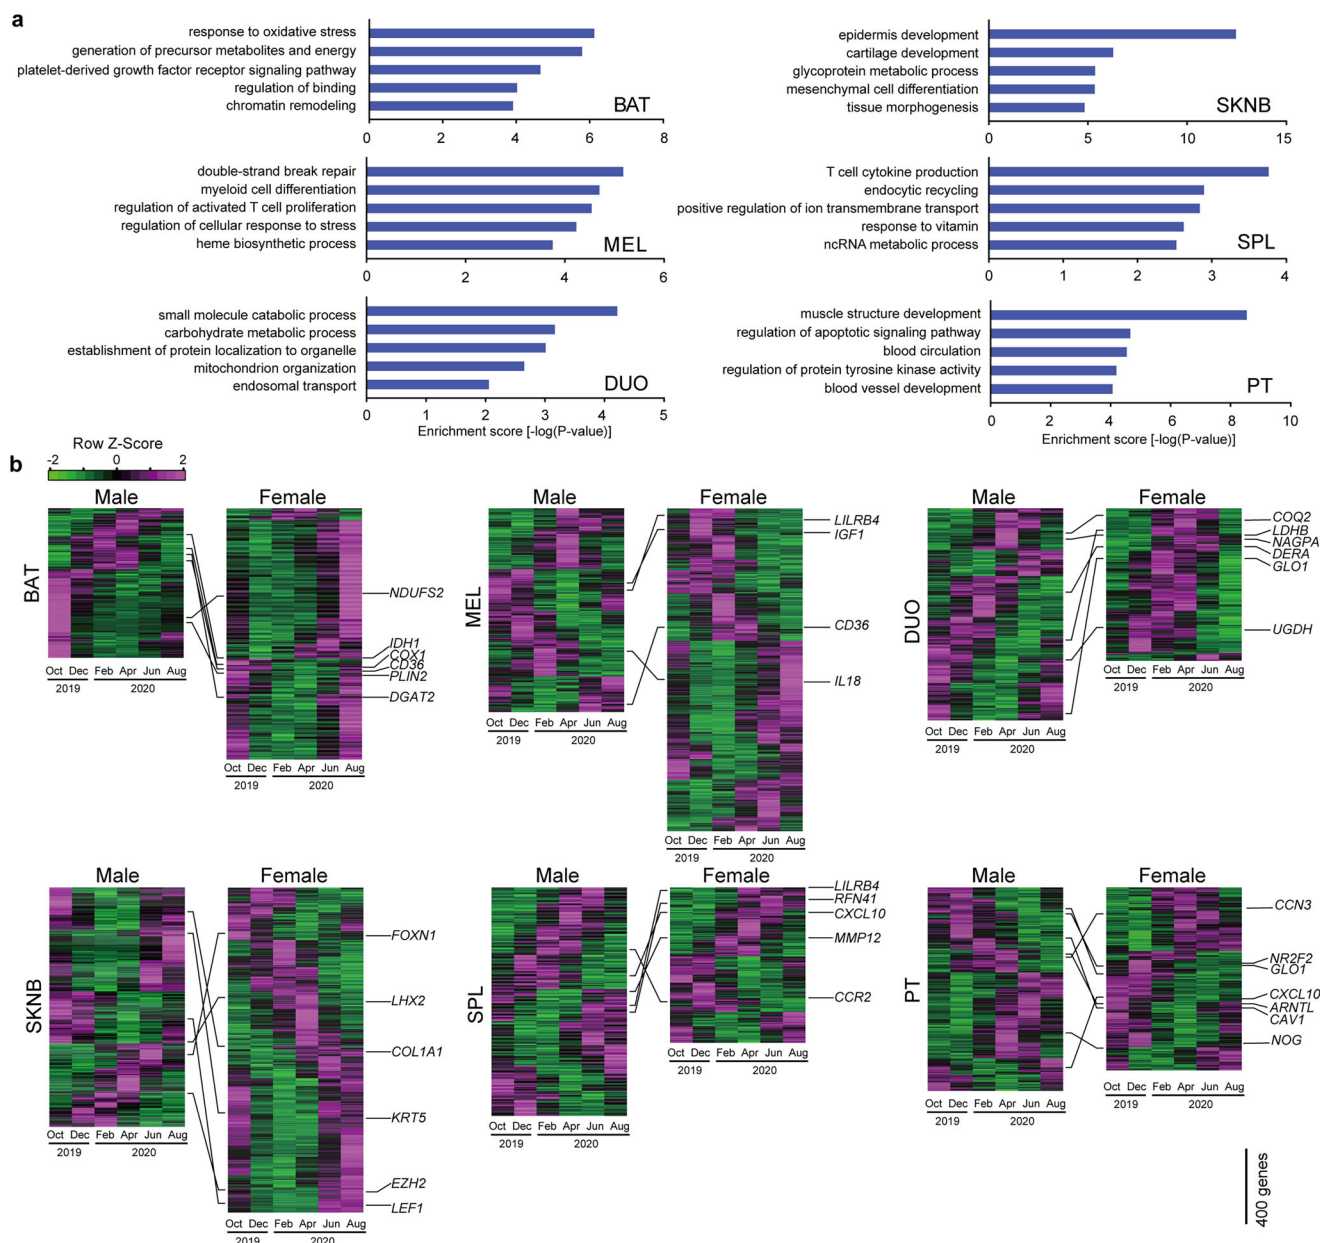 a
response to oxidative stress
generation of precursor metabolites and energy
platelet-derived growth factor receptor signaling pathway
regulation of binding
chromatin remodeling
BAT
0 2 4 6 8
epidermis development
cartilage development
glycoprotein metabolic process
mesenchymal cell differentiation
tissue morphogenesis
SKNB
0 5 10 15
double-strand break repair
myeloid cell differentiation
regulation of activated T cell proliferation
regulation of cellular response to stress
heme biosynthetic process
MEL
0 2 4 6
T cell cytokine production
endocytic recycling
positive regulation of ion transmembrane transport
response to vitamin
ncRNA metabolic process
SPL
0 1 2 3 4
small molecule catabolic process
carbohydrate metabolic process
establishment of protein localization to organelle
mitochondrion organization
endosomal transport
DUO
0 1 2 3 4 5
Enrichment score [-log(P-value)]
muscle structure development
regulation of apoptotic signaling pathway
blood circulation
regulation of protein tyrosine kinase activity
blood vessel development
PT
0 2 4 6 8 10
Enrichment score [-log(P-value)]
b
Row Z-Score
-2 0 2
Male Female
BAT
NDUFS2
IDH1
COX1
CD36
PLIN2
DGAT2
Oct Dec Feb Apr Jun Aug
2019 2020
Oct Dec Feb Apr Jun Aug
2019 2020
Male Female
MEL
LILRB4
IGF1
CD36
IL18
Oct Dec Feb Apr Jun Aug
2019 2020
Oct Dec Feb Apr Jun Aug
2019 2020
Male Female
DUO
COQ2
LDHB
NAGPA
DERA
GLO1
UGDH
Oct Dec Feb Apr Jun Aug
2019 2020
Oct Dec Feb Apr Jun Aug
2019 2020
Male Female
SKNB
FOXN1
LHX2
COL1A1
KRT5
EZH2
LEF1
Oct Dec Feb Apr Jun Aug
2019 2020
Oct Dec Feb Apr Jun Aug
2019 2020
Male Female
SPL
LILRB4
RFN41
CXCL10
MMP12
CCR2
Oct Dec Feb Apr Jun Aug
2019 2020
Oct Dec Feb Apr Jun Aug
2019 2020
Male Female
PT
CCN3
NR2F2
GLO1
CXCL10
ARNTL
CAV1
NOG
Oct Dec Feb Apr Jun Aug
2019 2020
Oct Dec Feb Apr Jun Aug
2019 2020
400 genes